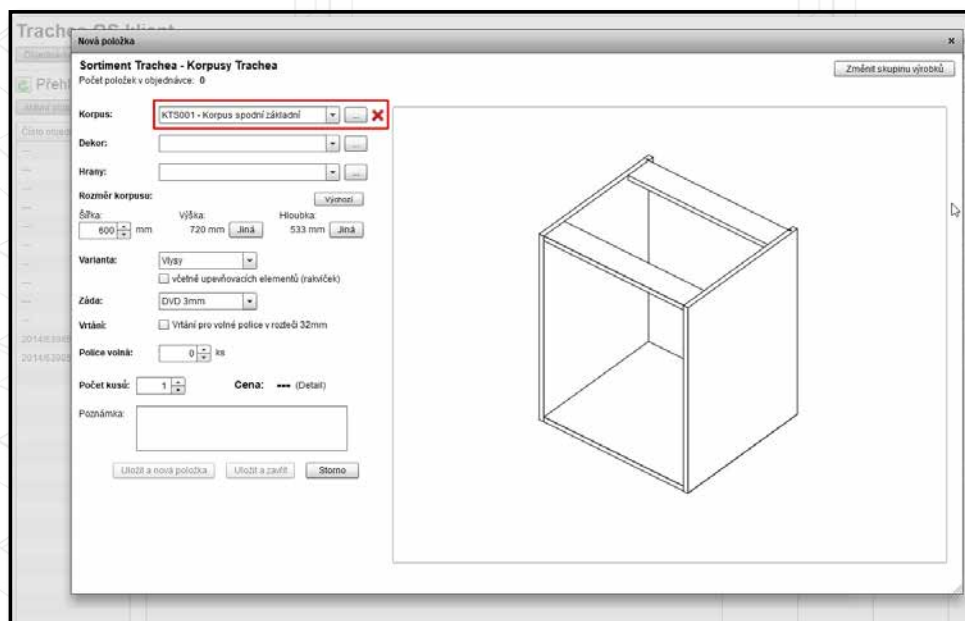 Nová položka
Sortiment Trachea - Korpusy Trachea
Počet položek v objednávce: 0
Změnit skupinu výrobků
Korpus: KTS001 - Korpus spodní základní ...
Dekor: ...
Hrany: ...
Rozměr korpusu: Výchozí
Šířka: Výška: Hloubka:
600 mm 720 mm Jiná 533 mm Jiná
Varianta: Vlysy
včetně upevňovacích elementů (rakviček)
Záda: DVD 3mm
Vrtání: Vrtání pro volné police v rozteči 32mm
Police volná: 0 ks
Počet kusů: 1 Cena: --- (Detail)
Poznámka:
Uložit a nová položka Uložit a zavřít Storno